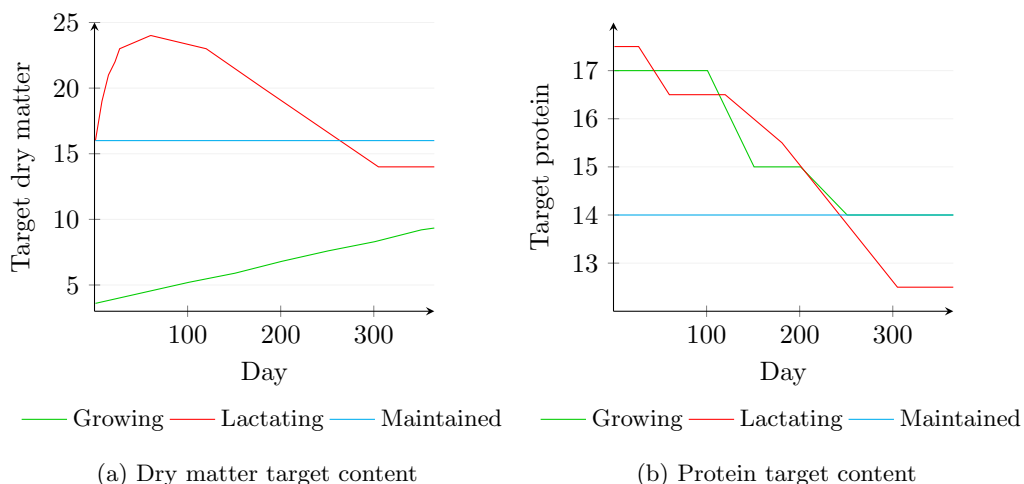 Target dry matter
25
20
15
10
5
100 200 300
Day
Growing Lactating Maintained
(a) Dry matter target content
Target protein
17
16
15
14
13
100 200 300
Day
Growing Lactating Maintained
(b) Protein target content